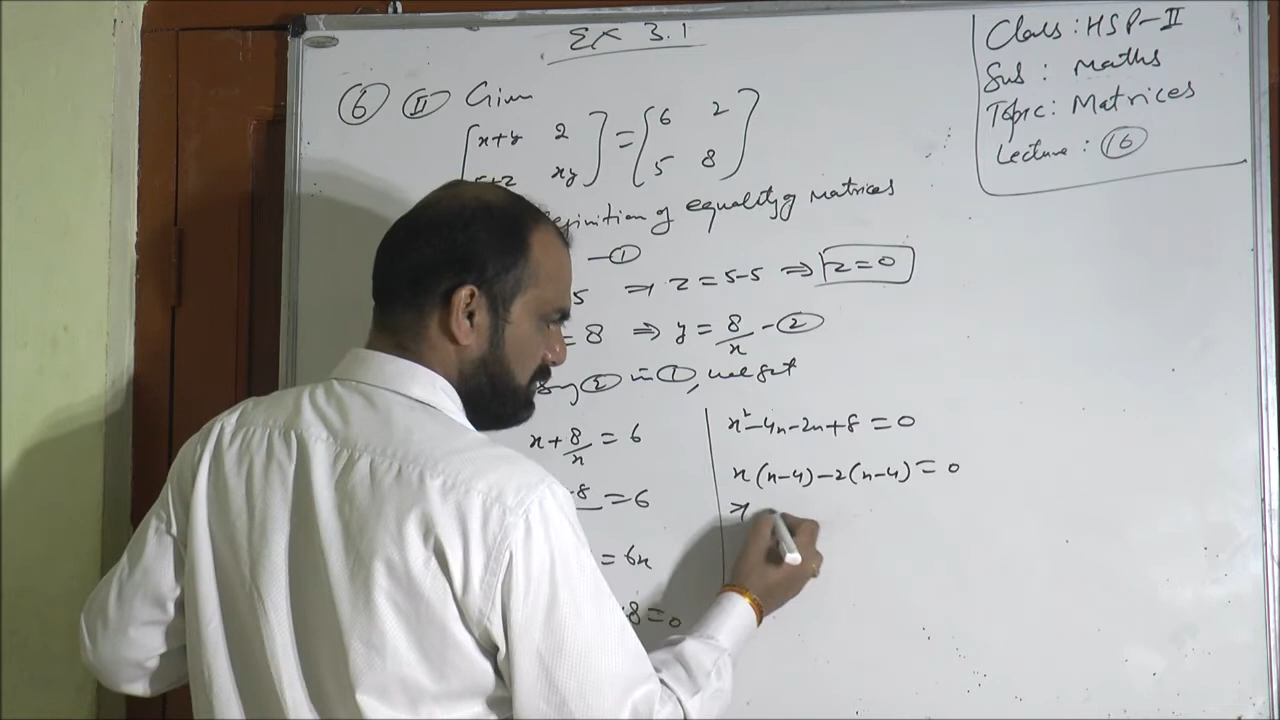 Ex 3.1
Class : HSP-II
Sub : Maths
Topic: Matrices
Lecture : 16
6 II Given
[x+y 2] = [6 2]
[5+z xy] [5 8]
Definition of equality of matrices
— 1
5 ⇒ z = 5-5 ⇒ z = 0
= 8 ⇒ y = 8/x - 2
2 in 1, we get
x + 8/x = 6
8 = 6
= 6x
8 = 0
x² - 4x - 2x + 8 = 0
x(x-4) - 2(x-4) = 0
⇒